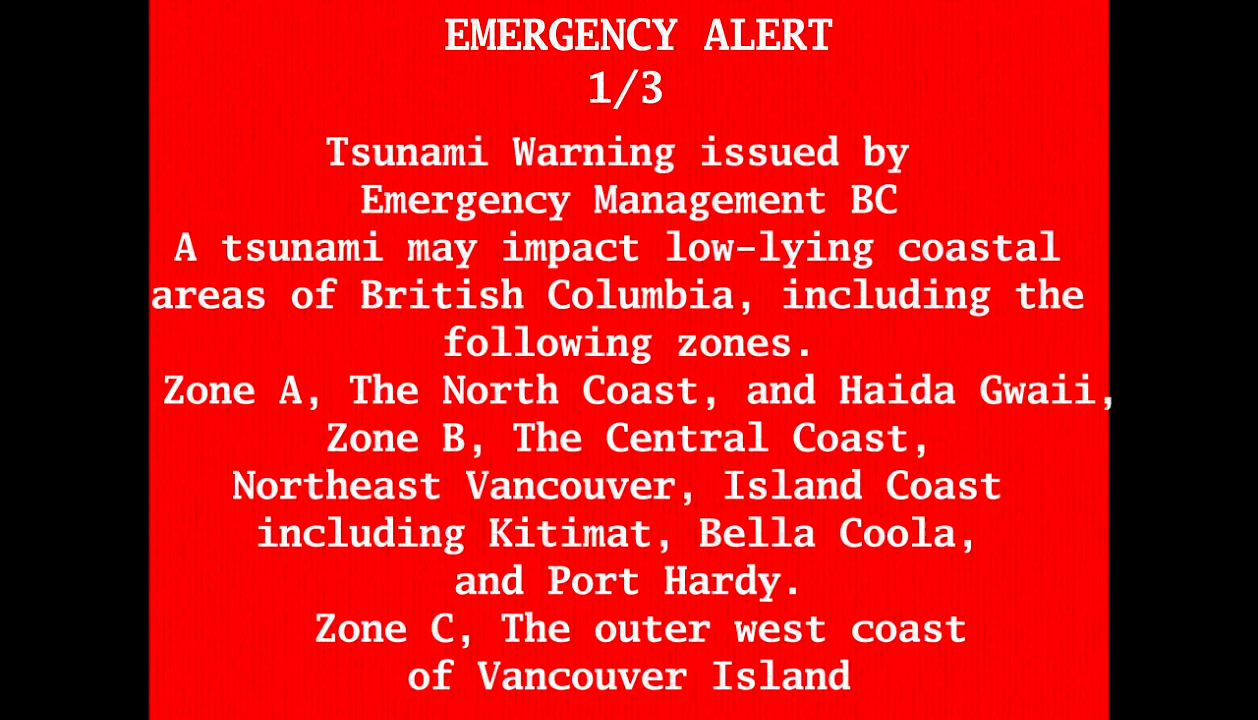 EMERGENCY ALERT
1/3
Tsunami Warning issued by
Emergency Management BC
A tsunami may impact low-lying coastal
areas of British Columbia, including the
following zones.
Zone A, The North Coast, and Haida Gwaii,
Zone B, The Central Coast,
Northeast Vancouver, Island Coast
including Kitimat, Bella Coola,
and Port Hardy.
Zone C, The outer west coast
of Vancouver Island